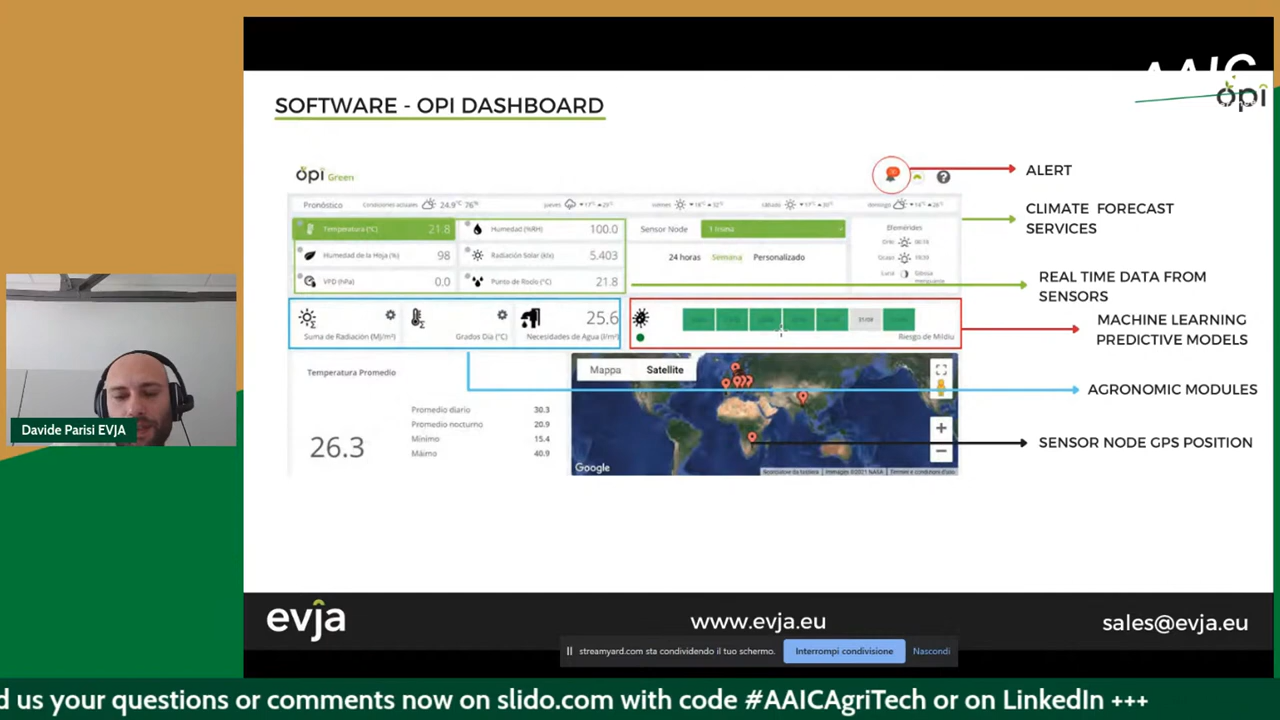 AAIC
opi
SOFTWARE - OPI DASHBOARD
opi Green
Pronóstico
Condiciones actuales
24.9°C 76%
jueves
viernes
sábado
domingo
Temperatura (°C) 21.8
Humedad (%RH) 100.0
Humedad de la Hoja (%) 98
Radiación Solar (klx) 5.403
VPD (hPa) 0.0
Punto de Rocío (°C) 21.8
Sensor Node
24 horas Semana Personalizado
Efemérides
Suma de Radiación (MJ/m²)
Grados Día (°C)
25.6
Necesidades de Agua (l/m²)
Riesgo de Mildiu
Temperatura Promedio
26.3
Promedio diario 30.3
Promedio nocturno 20.9
Mínimo 15.4
Máimo 40.9
Mappa Satellite
Google
ALERT
CLIMATE FORECAST
SERVICES
REAL TIME DATA FROM
SENSORS
MACHINE LEARNING
PREDICTIVE MODELS
AGRONOMIC MODULES
SENSOR NODE GPS POSITION
Davide Parisi EVJA
evja
www.evja.eu
sales@evja.eu
streamyard.com sta condividendo il tuo schermo.
Interrompi condivisione
Nascondi
d us your questions or comments now on slido.com with code #AAICAgriTech or on LinkedIn +++